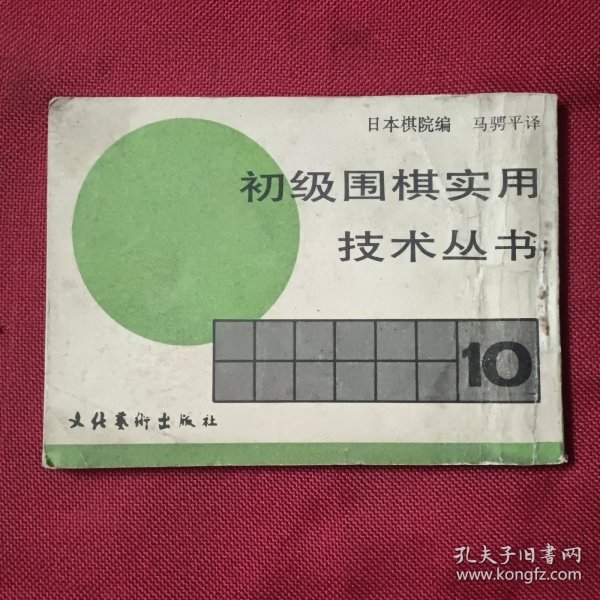 日本棋院编 马骋平译
初级围棋实用
技术丛书
10
文化艺術出版社
孔夫子旧书网
www.kongfz.com